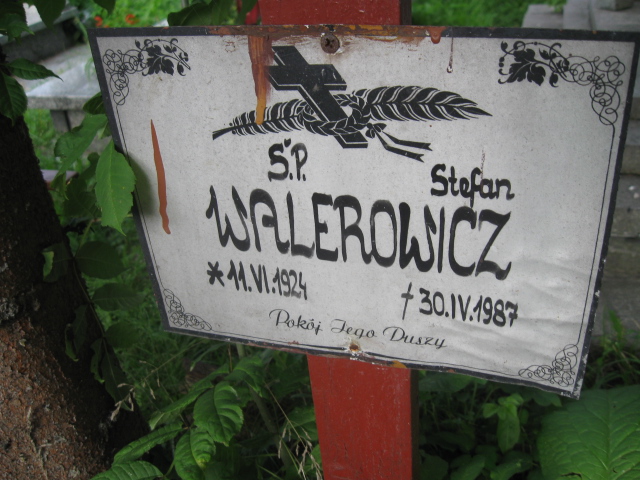 Ś.P.
Stefan
WALEROWICZ
* 11.VI.1924
† 30.IV.1987
Pokój Jego Duszy